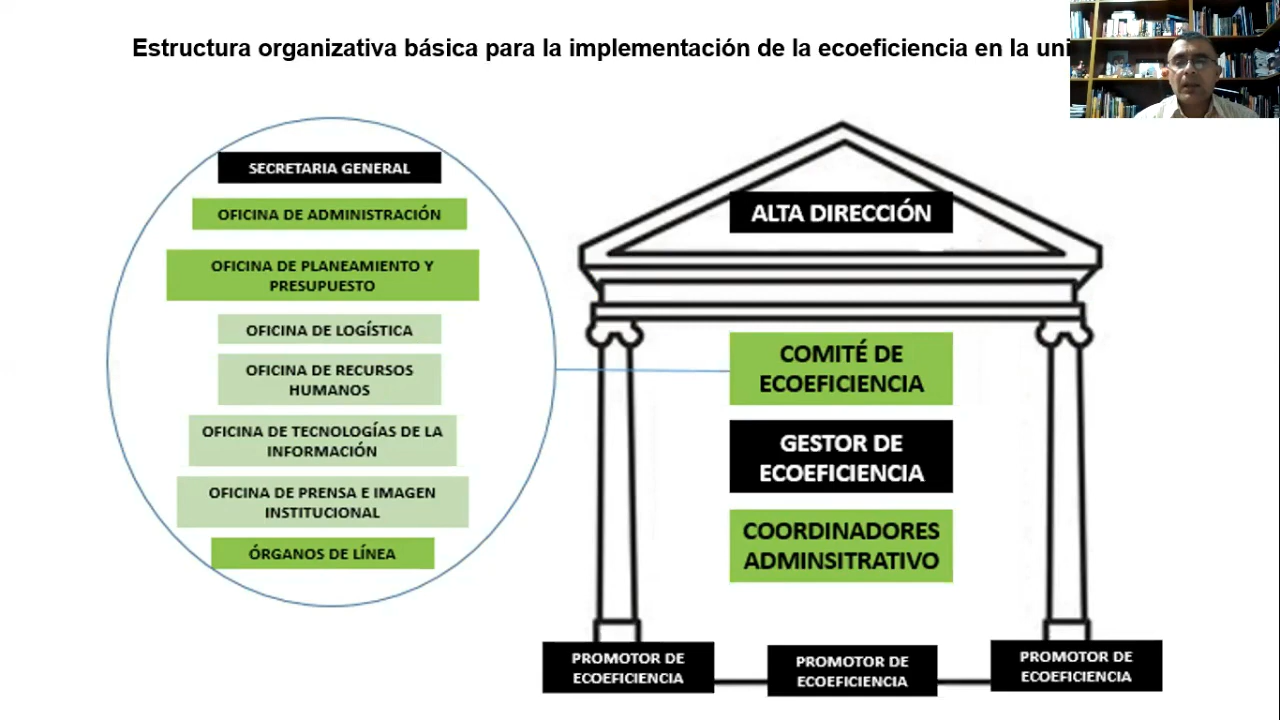 Estructura organizativa básica para la implementación de la ecoeficiencia en la
SECRETARIA GENERAL
OFICINA DE ADMINISTRACIÓN
OFICINA DE PLANEAMIENTO Y
PRESUPUESTO
OFICINA DE LOGÍSTICA
OFICINA DE RECURSOS
HUMANOS
OFICINA DE TECNOLOGÍAS DE LA
INFORMACIÓN
OFICINA DE PRENSA E IMAGEN
INSTITUCIONAL
ÓRGANOS DE LÍNEA
ALTA DIRECCIÓN
COMITÉ DE
ECOEFICIENCIA
GESTOR DE
ECOEFICIENCIA
COORDINADORES
ADMINSITRATIVO
PROMOTOR DE
ECOEFICIENCIA
PROMOTOR DE
ECOEFICIENCIA
PROMOTOR DE
ECOEFICIENCIA